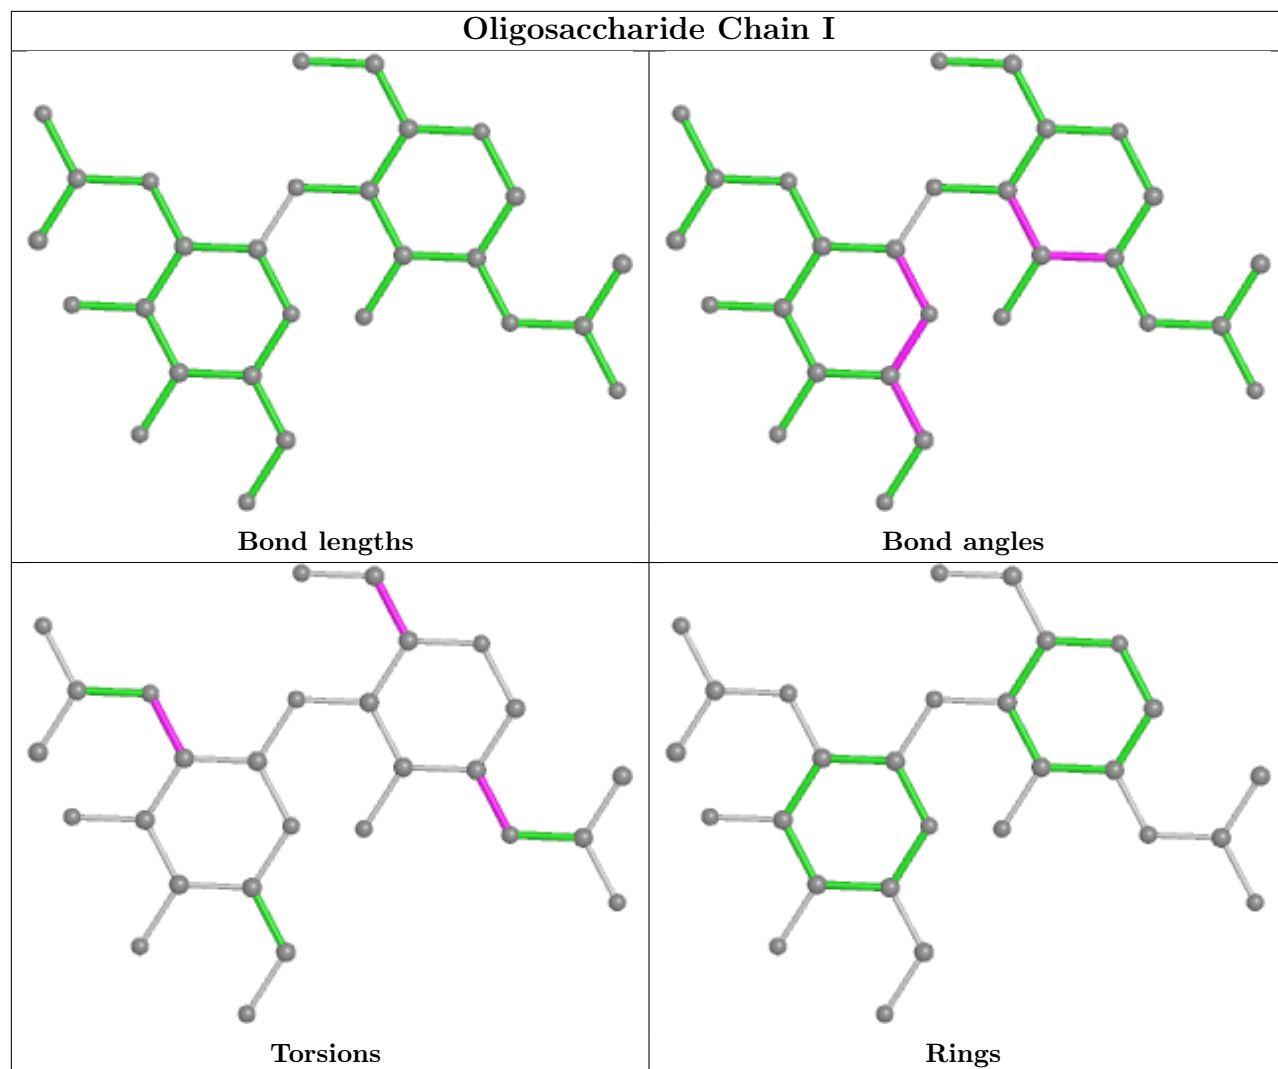 Oligosaccharide Chain I
Bond lengths
Bond angles
Torsions
Rings